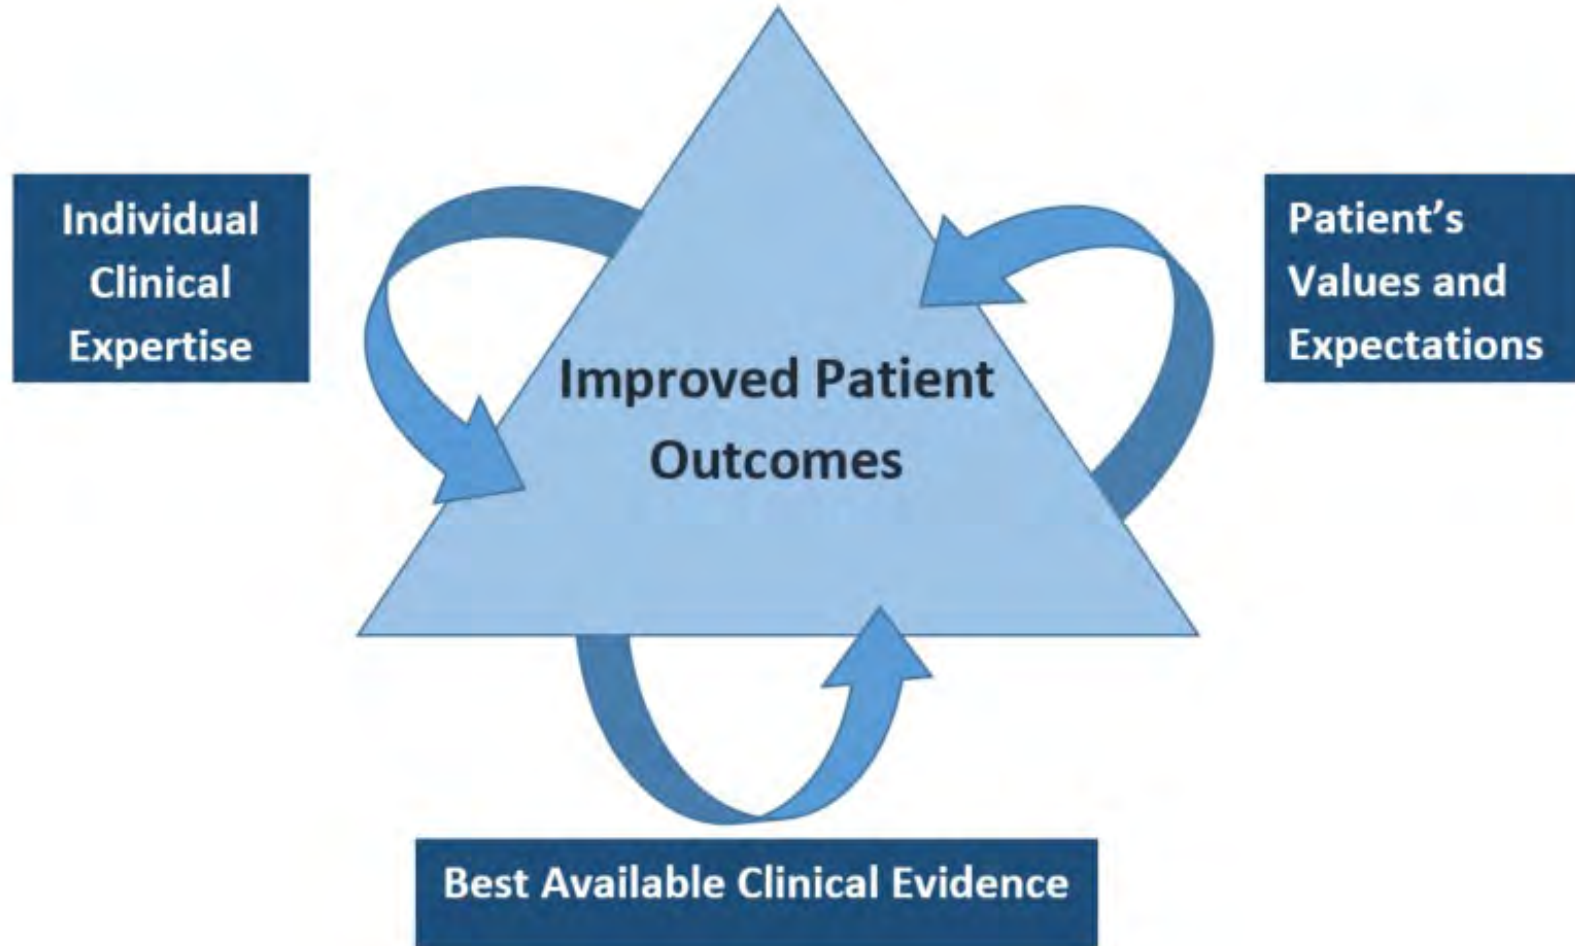 Individual
Clinical
Expertise
Patient’s
Values and
Expectations
Improved Patient
Outcomes
Best Available Clinical Evidence